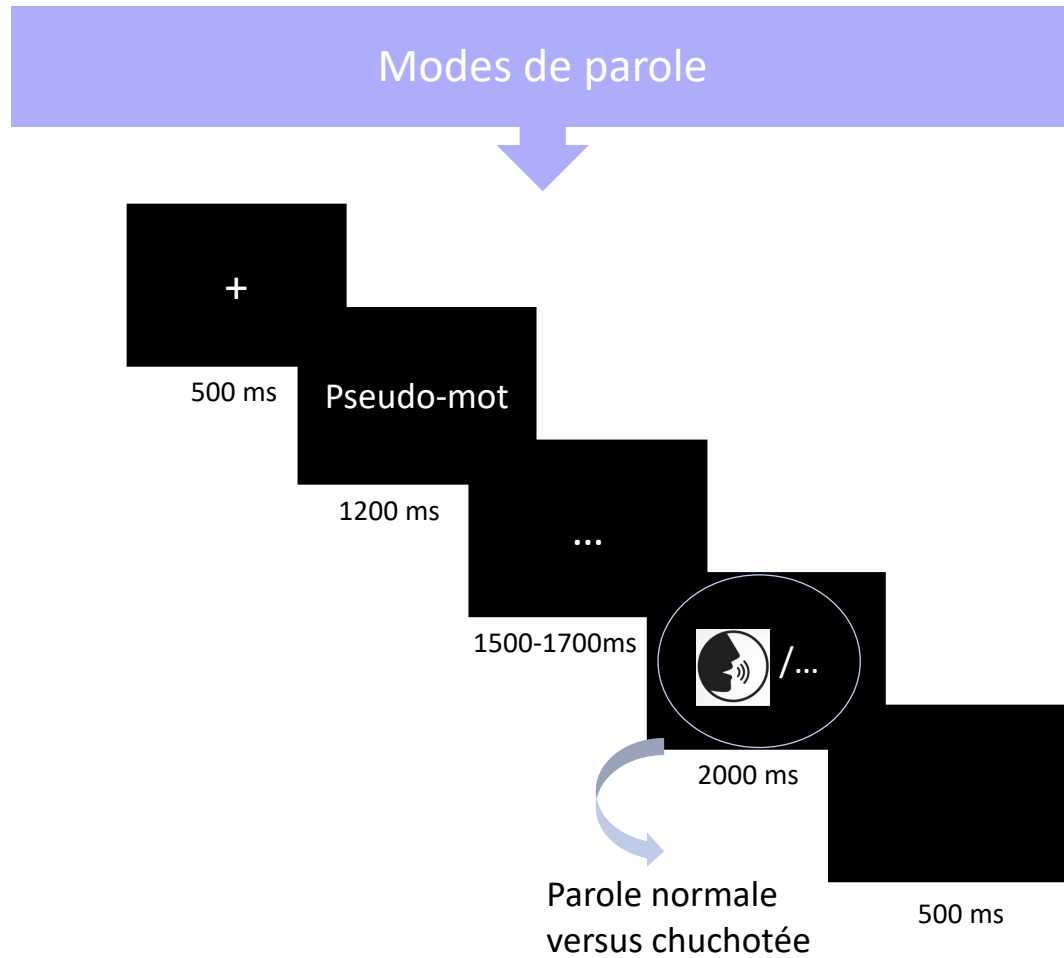 Modes de parole
+
500 ms
Pseudo-mot
1200 ms
...
1500-1700ms
/...
2000 ms
Parole normale
versus chuchotée
500 ms